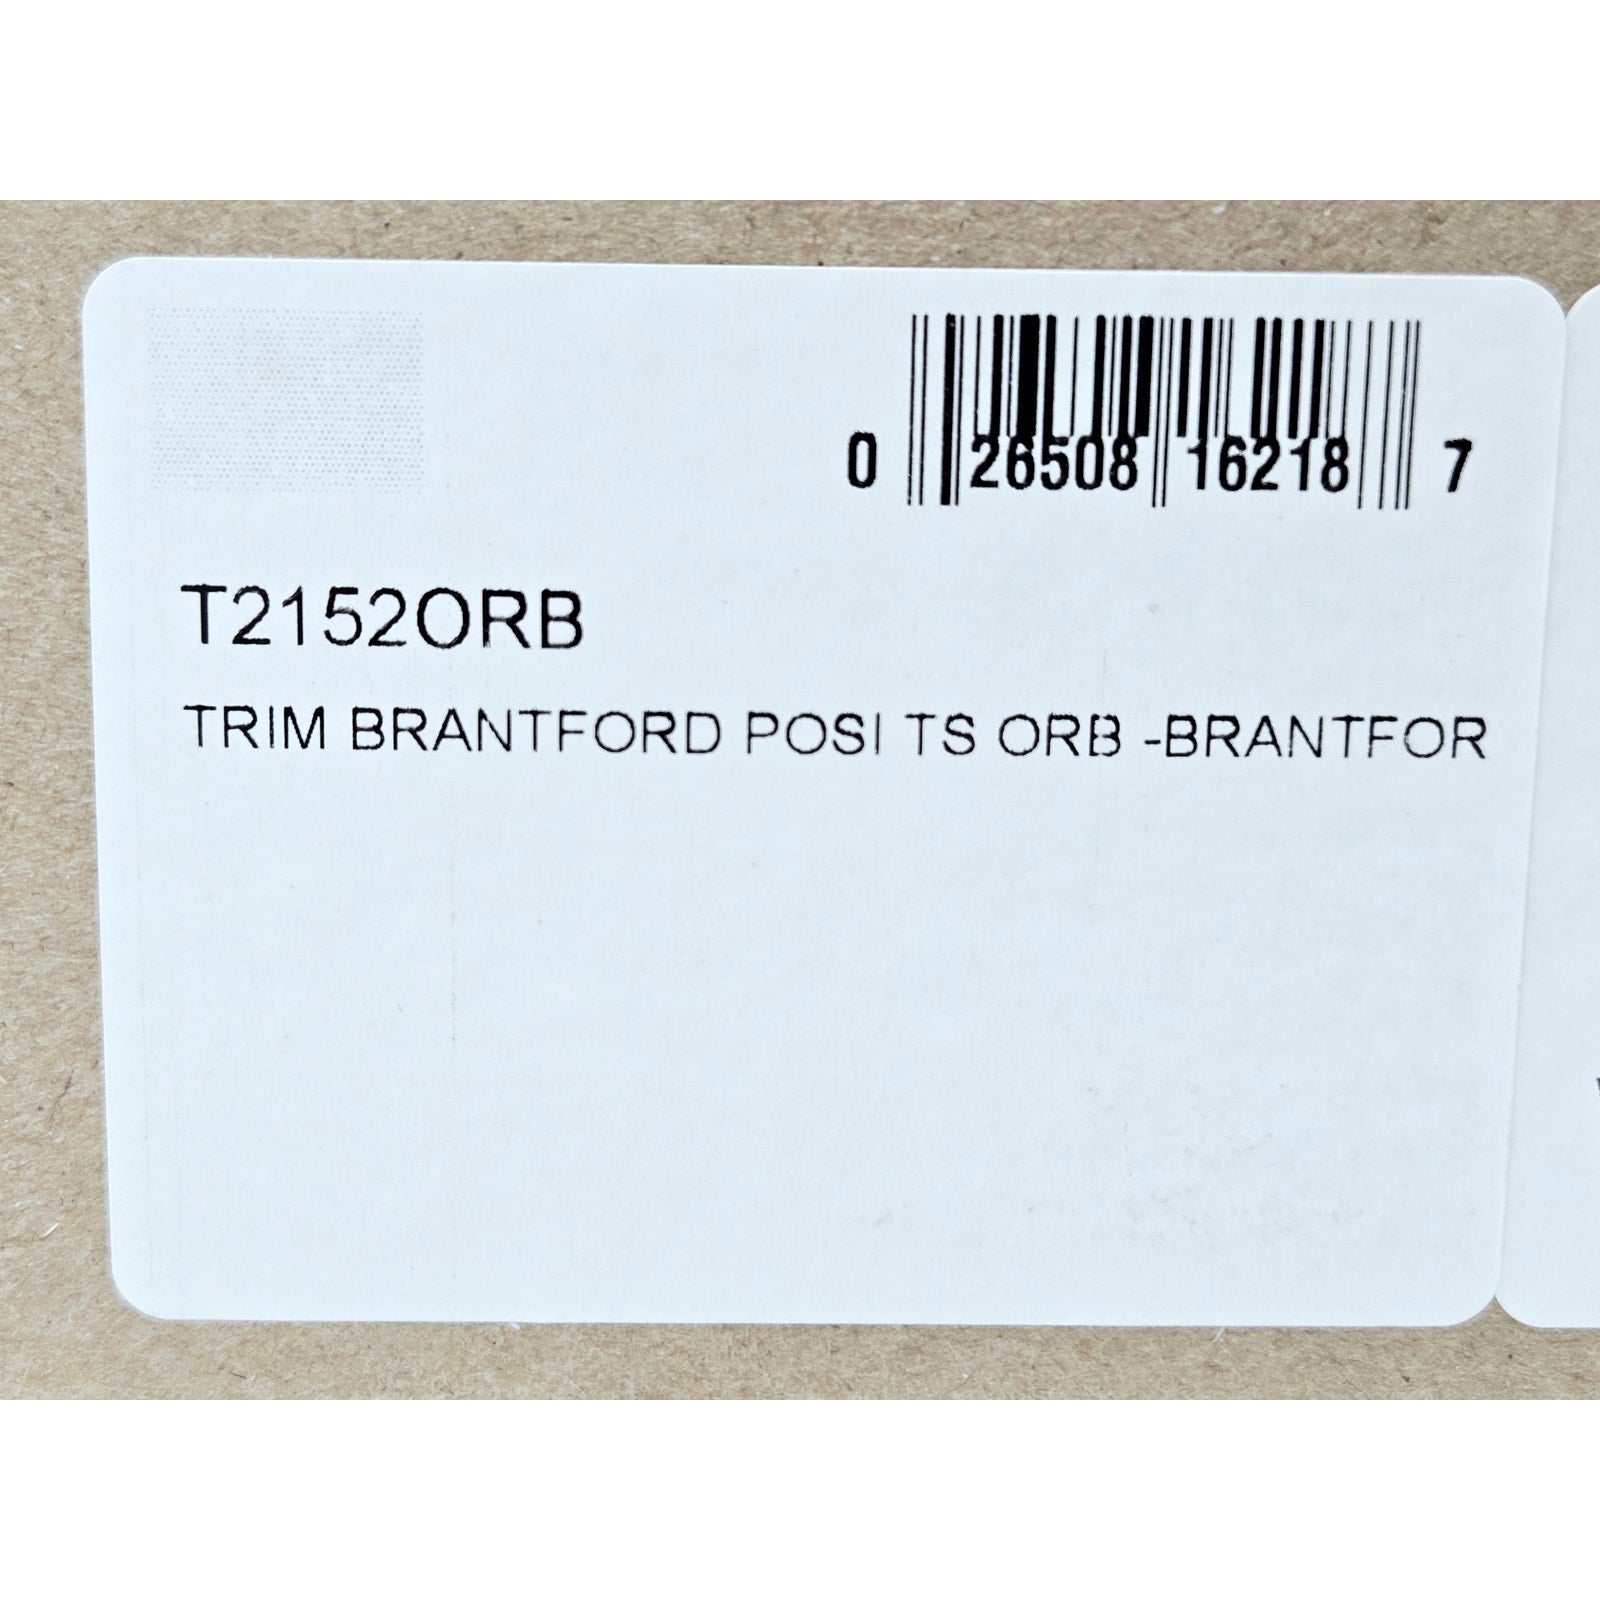 0 26508 16218 7
T2152ORB
TRIM BRANTFORD POSI TS ORB -BRANTFOR